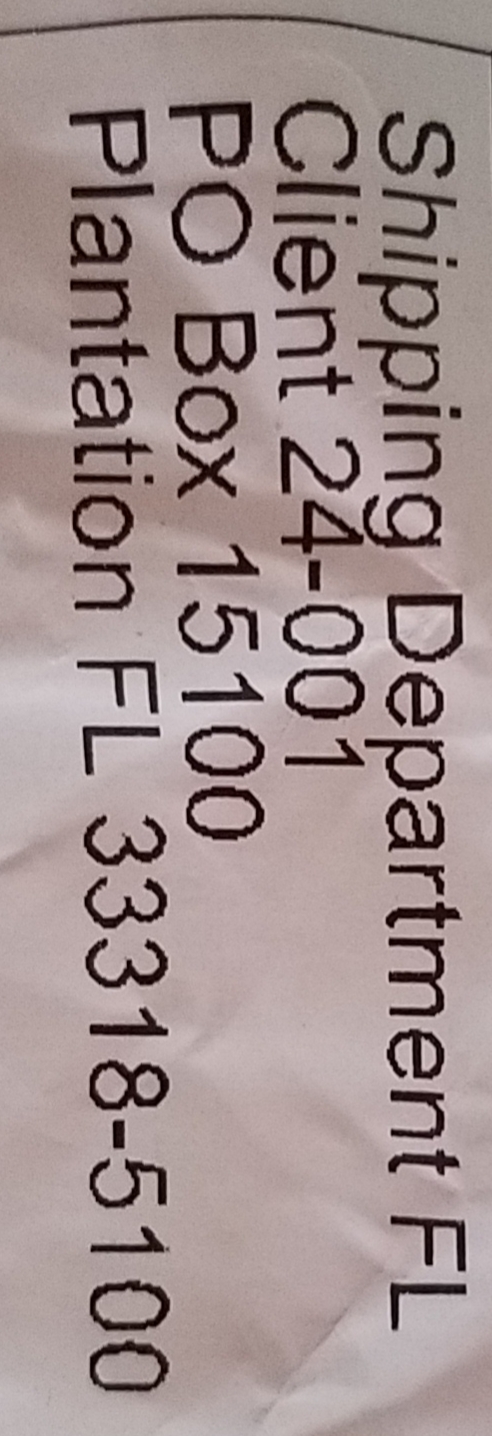 Shipping Department FL
Client 24-001
PO Box 15100
Plantation FL 33318-5100